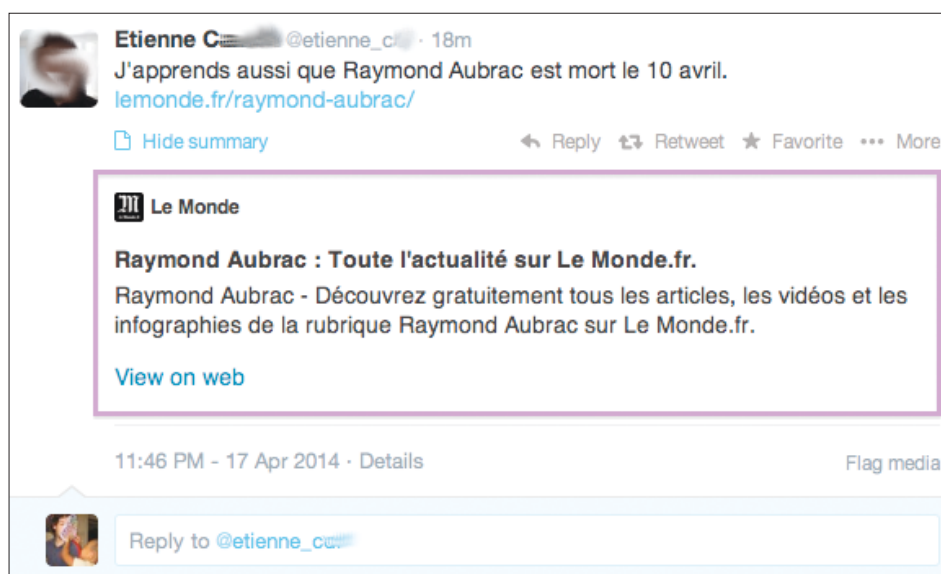 Etienne @etienne_c · 18m
J'apprends aussi que Raymond Aubrac est mort le 10 avril.
lemonde.fr/raymond-aubrac/
Hide summary Reply Retweet Favorite More
Le Monde
Raymond Aubrac : Toute l'actualité sur Le Monde.fr.
Raymond Aubrac - Découvrez gratuitement tous les articles, les vidéos et les
infographies de la rubrique Raymond Aubrac sur Le Monde.fr.
View on web
11:46 PM - 17 Apr 2014 · Details Flag media
Reply to